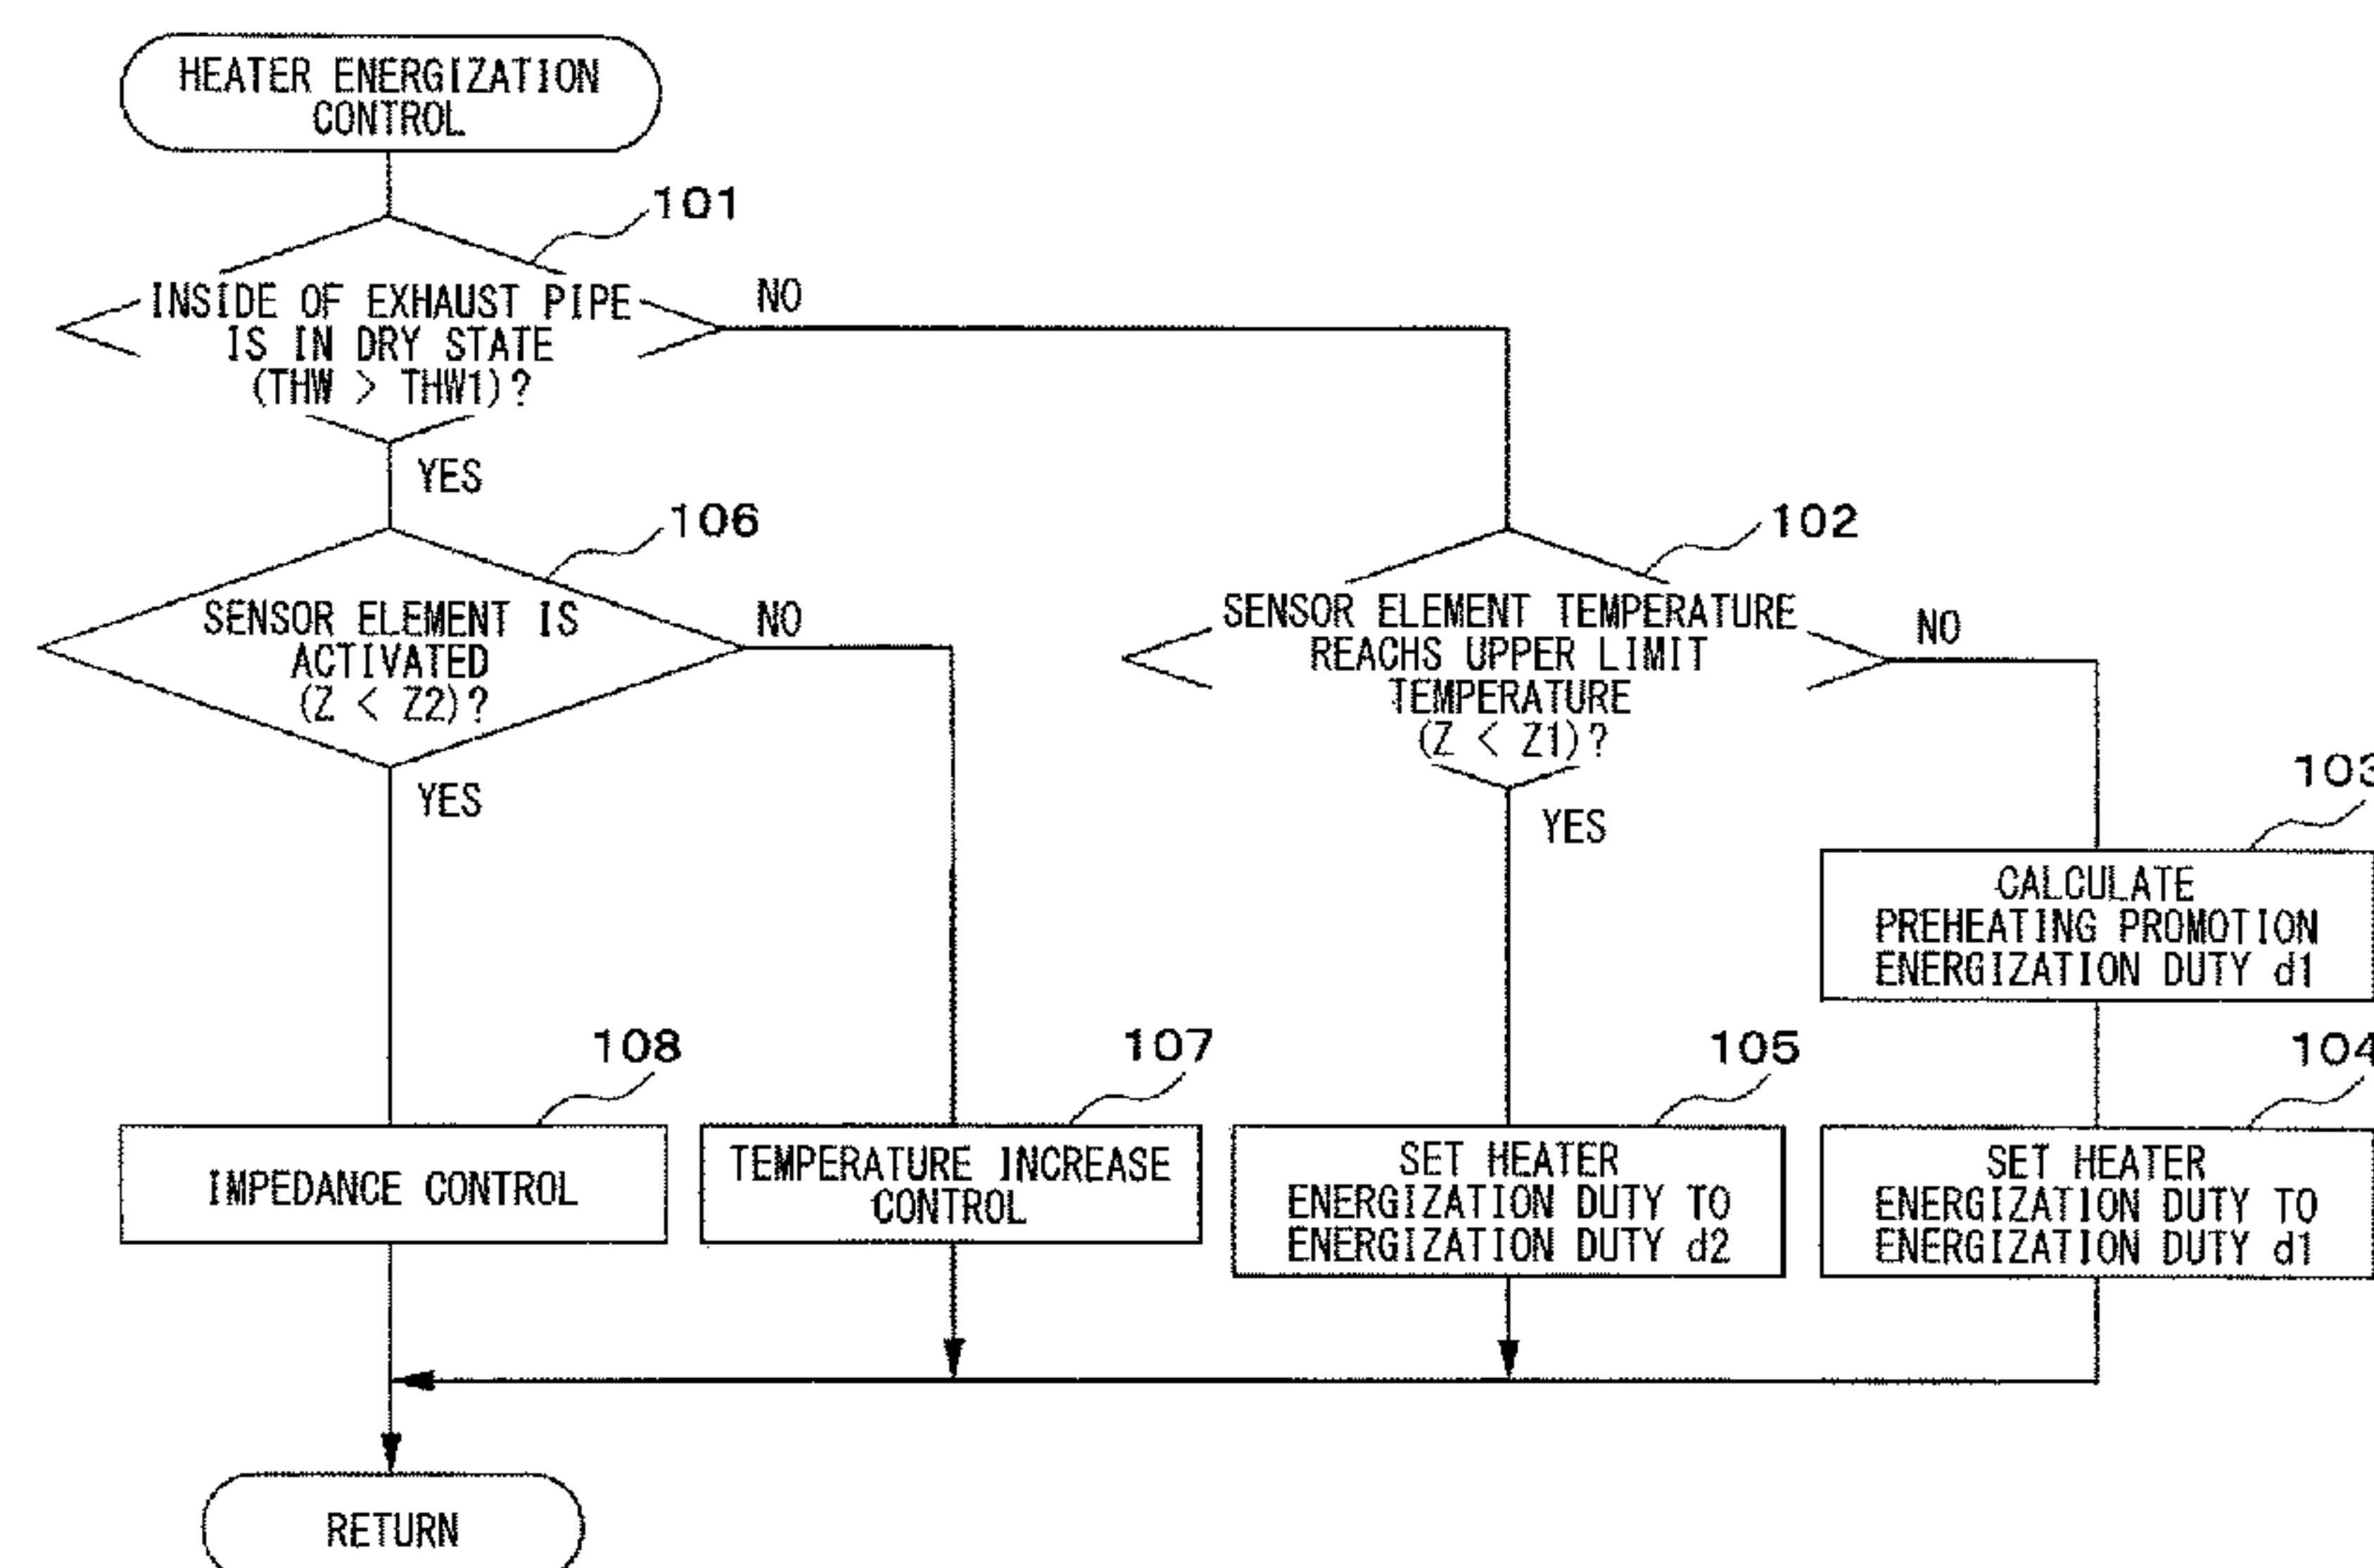 HEATER ENERGIZATION
CONTROL
101
INSIDE OF EXHAUST PIPE
IS IN DRY STATE
(THW > THW1)?
NO
YES
106
SENSOR ELEMENT IS
ACTIVATED
(Z < Z2)?
NO
YES
102
SENSOR ELEMENT TEMPERATURE
REACHS UPPER LIMIT
TEMPERATURE
(Z < Z1)?
NO
YES
103
CALCULATE
PREHEATING PROMOTION
ENERGIZATION DUTY d1
108
IMPEDANCE CONTROL
107
TEMPERATURE INCREASE
CONTROL
105
SET HEATER
ENERGIZATION DUTY TO
ENERGIZATION DUTY d2
104
SET HEATER
ENERGIZATION DUTY TO
ENERGIZATION DUTY d1
RETURN